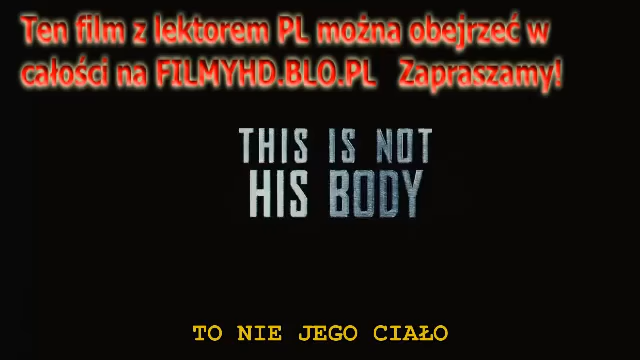 Ten film z lektorem PL można obejrzeć w
całości na FILMYHD.BLO.PL Zapraszamy!
THIS IS NOT
HIS BODY
TO NIE JEGO CIAŁO